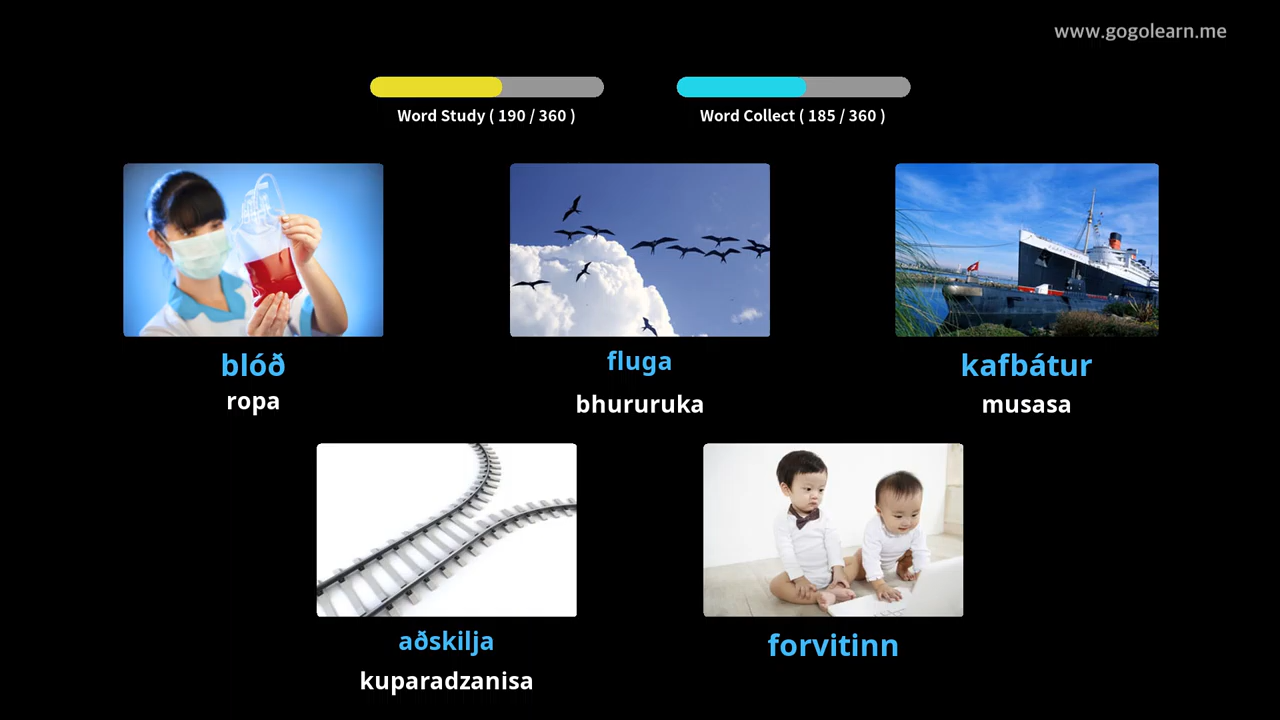 www.gogolearn.me
Word Study ( 190 / 360 )
Word Collect ( 185 / 360 )
blóð
ropa
fluga
bhururuka
kafbátur
musasa
aðskilja
kuparadzanisa
forvitinn